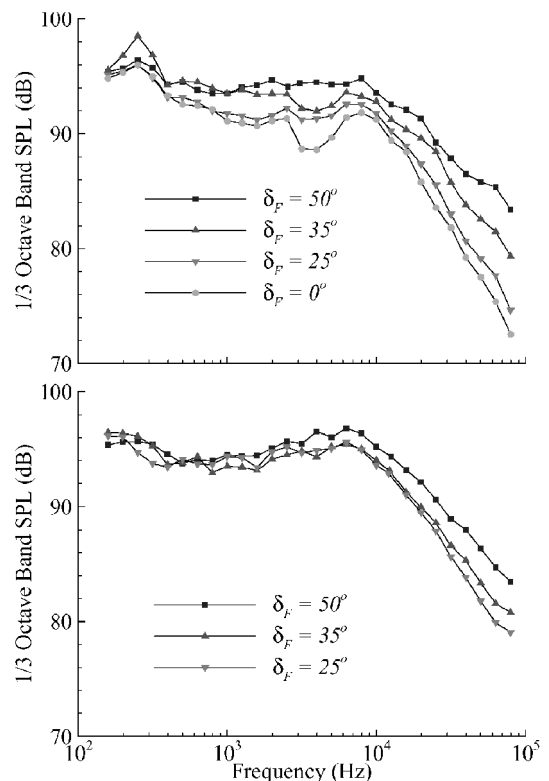 100
90
80
70
1/3 Octave Band SPL (dB)
δF = 50°
δF = 35°
δF = 25°
δF = 0°
100
90
80
70
1/3 Octave Band SPL (dB)
δF = 50°
δF = 35°
δF = 25°
10² 10³ 10⁴ 10⁵
Frequency (Hz)